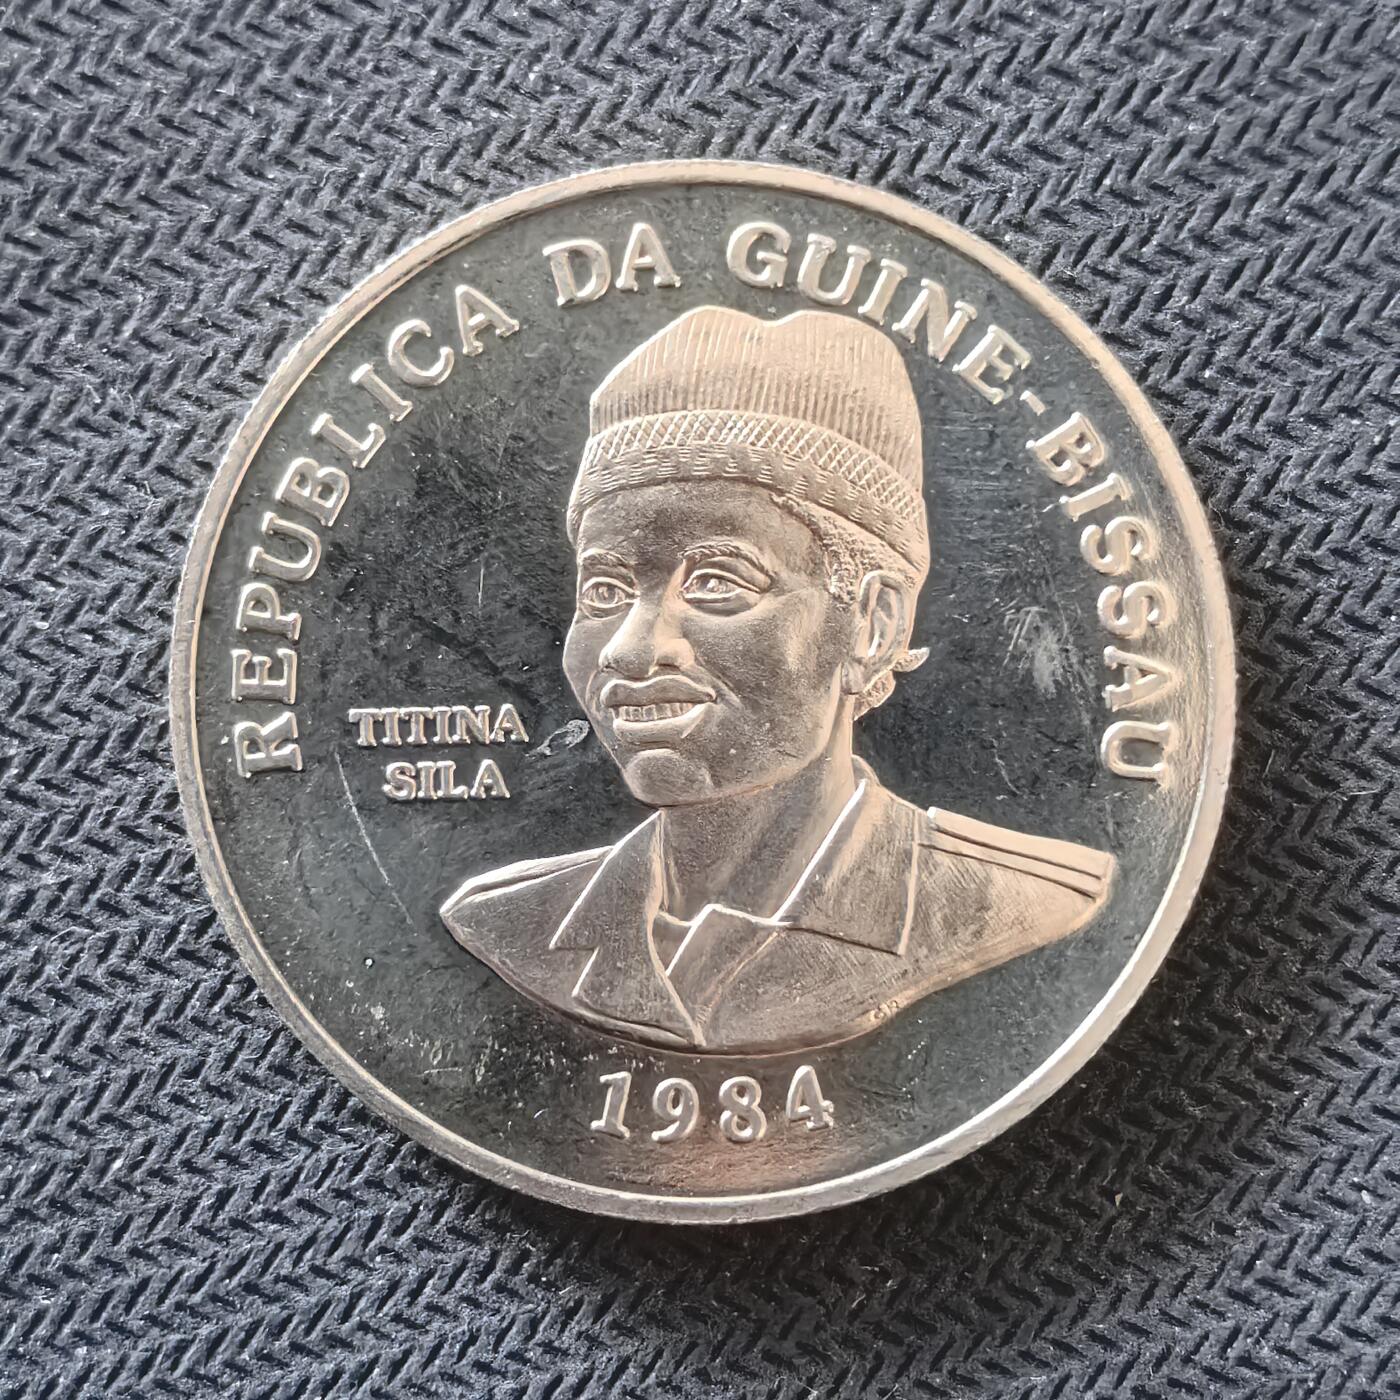 REPUBLICA DA GUINE-BISSAU
TITINA
SILA
1984